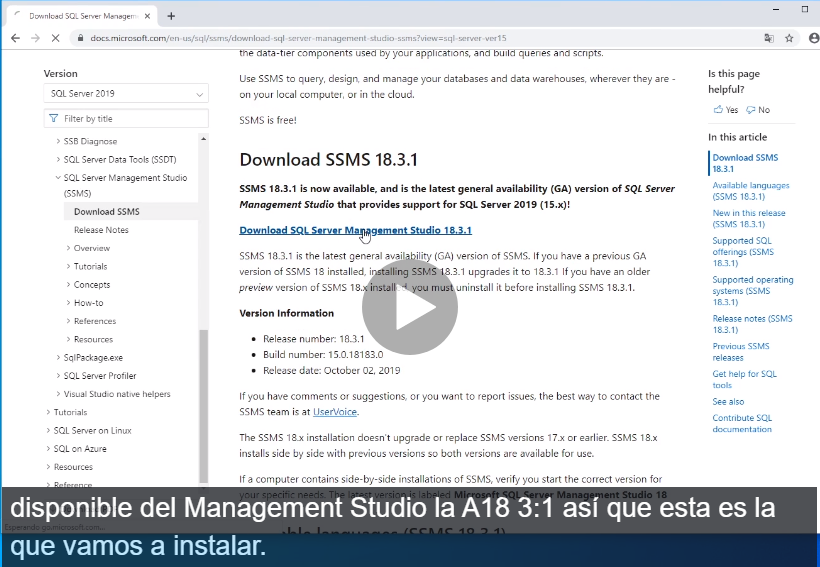 Download SQL Server Managemen
docs.microsoft.com/en-us/sql/ssms/download-sql-server-management-studio-ssms?view=sql-server-ver15
Version
SQL Server 2019
Filter by title
SSB Diagnose
SQL Server Data Tools (SSDT)
SQL Server Management Studio
(SSMS)
Download SSMS
Release Notes
Overview
Tutorials
Concepts
How-to
References
Resources
SqlPackage.exe
SQL Server Profiler
Visual Studio native helpers
Tutorials
SQL Server on Linux
SQL on Azure
Resources
Reference
the data-tier components used by your applications, and build queries and scripts.
Use SSMS to query, design, and manage your databases and data warehouses, wherever they are -
on your local computer, or in the cloud.
SSMS is free!
Download SSMS 18.3.1
SSMS 18.3.1 is now available, and is the latest general availability (GA) version of SQL Server
Management Studio that provides support for SQL Server 2019 (15.x)!
Download SQL Server Management Studio 18.3.1
SSMS 18.3.1 is the latest general availability (GA) version of SSMS. If you have a previous GA
version of SSMS 18 installed, installing SSMS 18.3.1 upgrades it to 18.3.1 If you have an older
preview version of SSMS 18.x installed, you must uninstall it before installing SSMS 18.3.1.
Version Information
Release number: 18.3.1
Build number: 15.0.18183.0
Release date: October 02, 2019
If you have comments or suggestions, or you want to report issues, the best way to contact the
SSMS team is at UserVoice.
The SSMS 18.x installation doesn't upgrade or replace SSMS versions 17.x or earlier. SSMS 18.x
installs side by side with previous versions so both versions are available for use.
If a computer contains side-by-side installations of SSMS, verify you start the correct version for
your specific needs. The latest version is labeled Microsoft SQL Server Management Studio 18
Is this page
helpful?
Yes No
In this article
Download SSMS
18.3.1
Available languages
(SSMS 18.3.1)
New in this release
(SSMS 18.3.1)
Supported SQL
offerings (SSMS
18.3.1)
Supported operating
systems (SSMS
18.3.1)
Release notes (SSMS
18.3.1)
Previous SSMS
releases
Get help for SQL
tools
See also
Contribute SQL
documentation
Esperando go.microsoft.com...
disponible del Management Studio la A18 3:1 así que esta es la
que vamos a instalar.